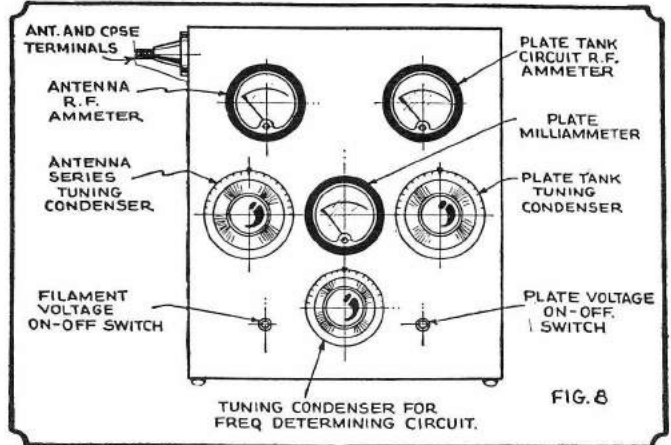 ANT. AND CPSE
TERMINALS
ANTENNA
R.F.
AMMETER
ANTENNA
SERIES
TUNING
CONDENSER
FILAMENT
VOLTAGE
ON-OFF SWITCH
PLATE TANK
CIRCUIT R.F.
AMMETER
PLATE
MILLIAMMETER
PLATE TANK
TUNING
CONDENSER
PLATE VOLTAGE
ON-OFF.
SWITCH
TUNING CONDENSER FOR
FREQ DETERMINING CIRCUIT.
FIG. 8